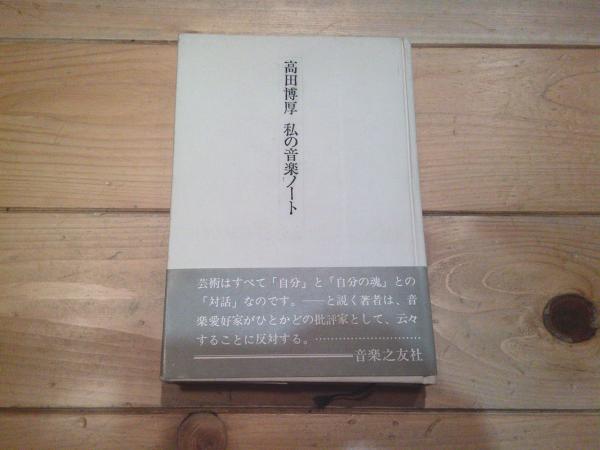 高田博厚 私の音楽ノート
芸術はすべて「自分」と「自分の魂」との
「対話」なのです。――と説く著者は、音
楽愛好家がひとかどの批評家として、云々
することに反対する。…………………………
音楽之友社